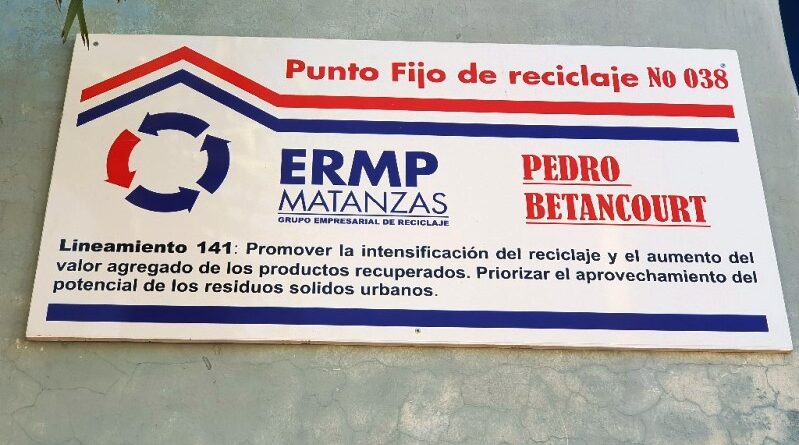 Punto Fijo de reciclaje No 038
ERMP
MATANZAS
GRUPO EMPRESARIAL DE RECICLAJE
PEDRO
BETANCOURT
Lineamiento 141: Promover la intensificación del reciclaje y el aumento del
valor agregado de los productos recuperados. Priorizar el aprovechamiento del
potencial de los residuos solidos urbanos.